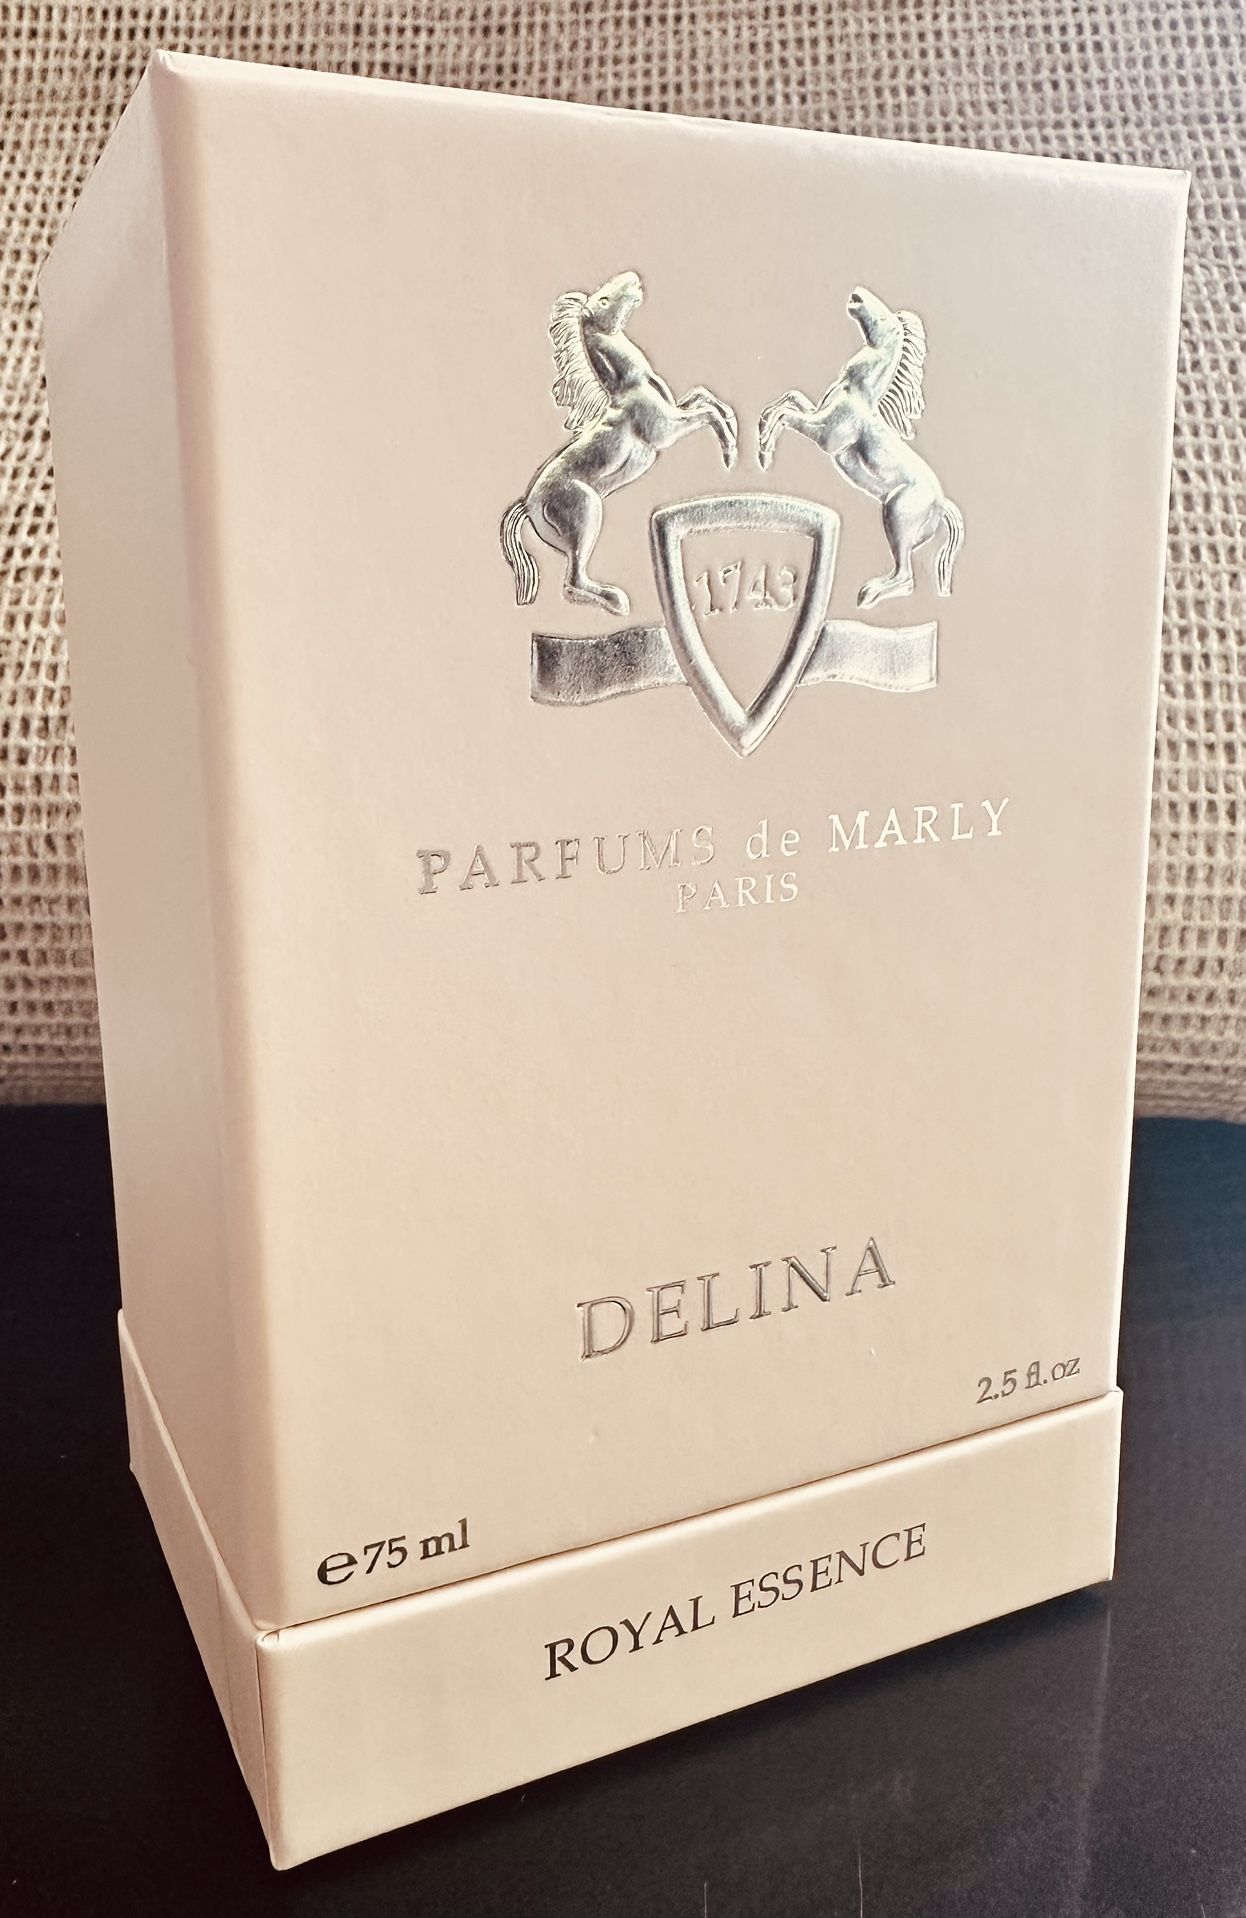 1743
PARFUMS de MARLY
PARIS
DELINA
2.5 fl.oz
℮75 ml
ROYAL ESSENCE